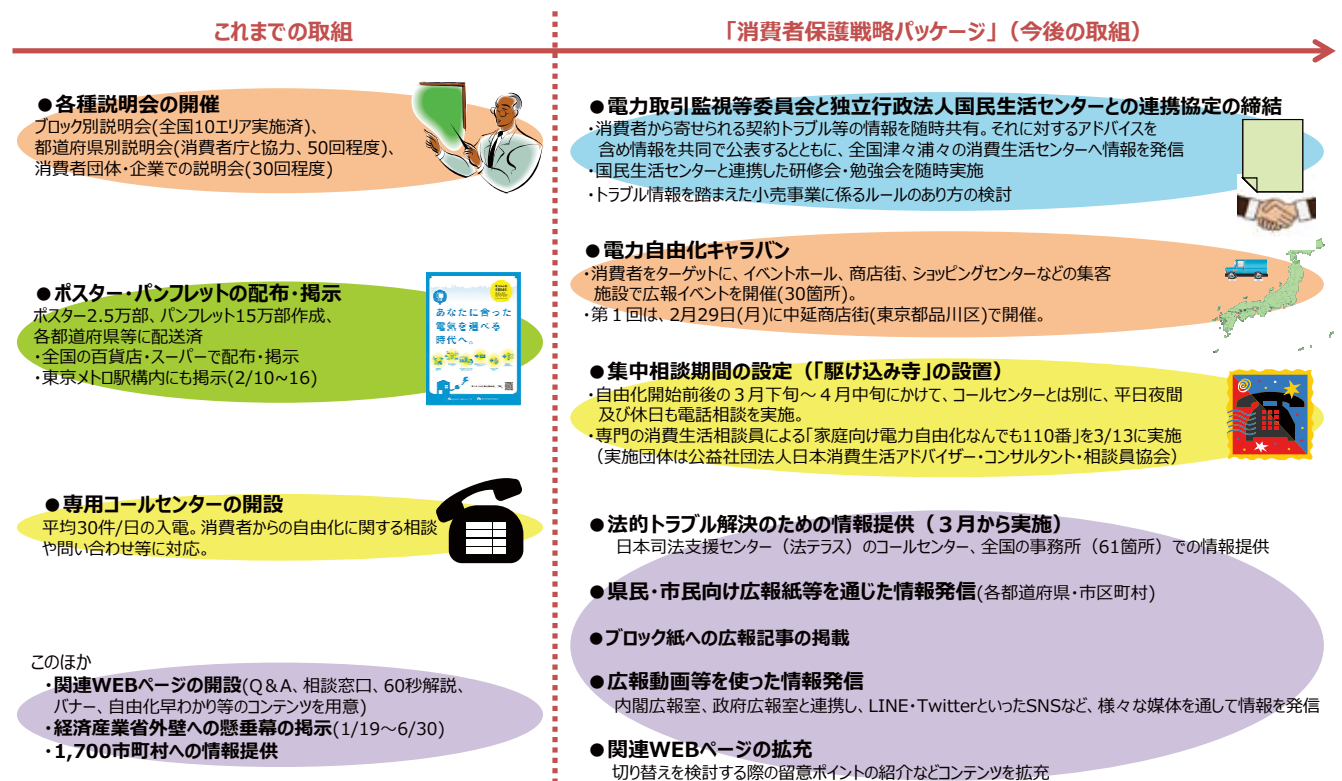 これまでの取組
「消費者保護戦略パッケージ」（今後の取組）
●各種説明会の開催
ブロック別説明会(全国10エリア実施済)、
都道府県別説明会(消費者庁と協力、50回程度)、
消費者団体・企業での説明会(30回程度)
●ポスター・パンフレットの配布・掲示
ポスター2.5万部、パンフレット15万部作成、
各都道府県等に配送済
・全国の百貨店・スーパーで配布・掲示
・東京メトロ駅構内にも掲示(2/10~16)
あなたに合った
電気を選べる
時代へ。
●専用コールセンターの開設
平均30件/日の入電。消費者からの自由化に関する相談
や問い合わせ等に対応。
このほか
・関連WEBページの開設(Q&A、相談窓口、60秒解説、
バナー、自由化早わかり等のコンテンツを用意)
・経済産業省外壁への懸垂幕の掲示(1/19～6/30)
・1,700市町村への情報提供
●電力取引監視等委員会と独立行政法人国民生活センターとの連携協定の締結
・消費者から寄せられる契約トラブル等の情報を随時共有。それに対するアドバイスを
含め情報を共同で公表するとともに、全国津々浦々の消費生活センターへ情報を発信
・国民生活センターと連携した研修会・勉強会を随時実施
・トラブル情報を踏まえた小売事業に係るルールのあり方の検討
●電力自由化キャラバン
・消費者をターゲットに、イベントホール、商店街、ショッピングセンターなどの集客
施設で広報イベントを開催(30箇所)。
・第１回は、2月29日(月)に中延商店街(東京都品川区)で開催。
●集中相談期間の設定（「駆け込み寺」の設置）
・自由化開始前後の３月下旬～４月中旬にかけて、コールセンターとは別に、平日夜間
及び休日も電話相談を実施。
・専門の消費生活相談員による「家庭向け電力自由化なんでも110番」を3/13に実施
（実施団体は公益社団法人日本消費生活アドバイザー・コンサルタント・相談員協会）
●法的トラブル解決のための情報提供（３月から実施）
日本司法支援センター（法テラス）のコールセンター、全国の事務所（61箇所）での情報提供
●県民・市民向け広報紙等を通じた情報発信(各都道府県・市区町村)
●ブロック紙への広報記事の掲載
●広報動画等を使った情報発信
内閣広報室、政府広報室と連携し、LINE・TwitterといったSNSなど、様々な媒体を通して情報を発信
●関連WEBページの拡充
切り替えを検討する際の留意ポイントの紹介などコンテンツを拡充